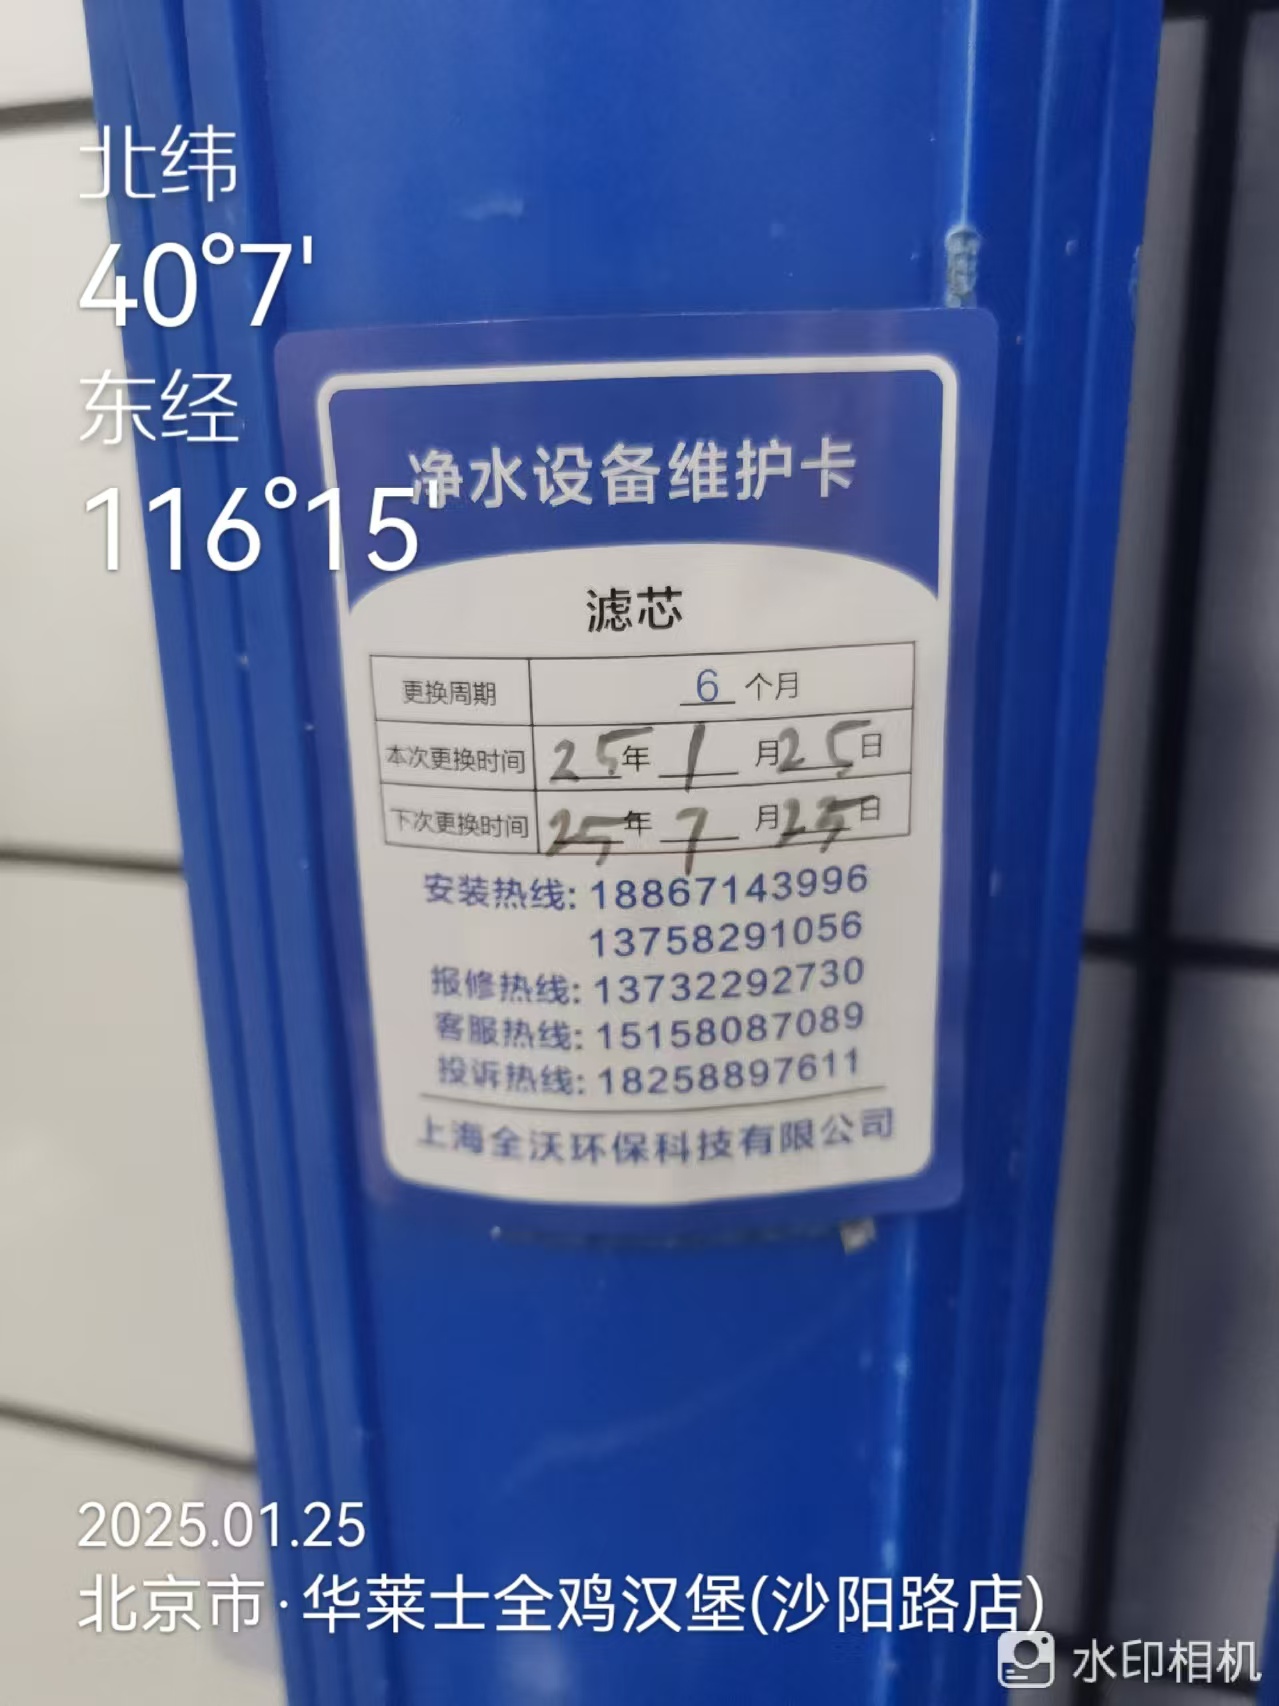 北纬
40°7'
东经
116°15'
净水设备维护卡
滤芯
更换周期 6 个月
本次更换时间 25年 1 月25日
下次更换时间 25年 7 月25日
安装热线: 18867143996
13758291056
报修热线: 13732292730
客服热线: 15158087089
投诉热线: 18258897611
上海全沃环保科技有限公司
2025.01.25
北京市·华莱士全鸡汉堡(沙阳路店)
水印相机